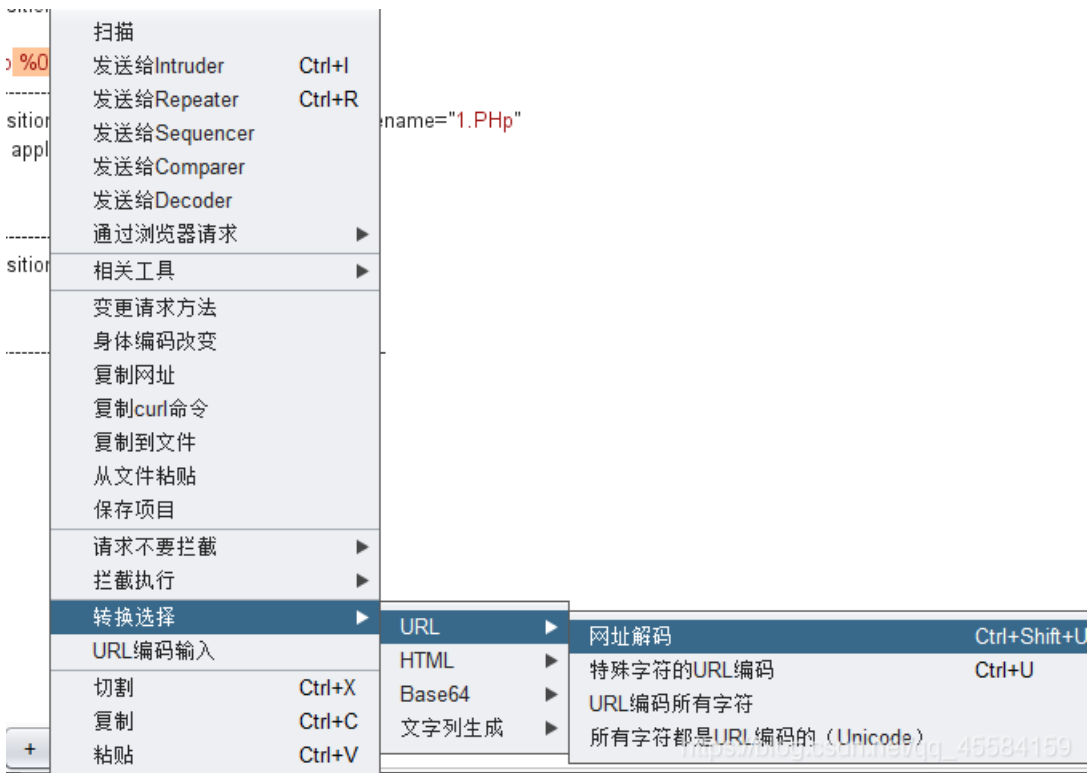 扫描
%0
发送给Intruder Ctrl+I
发送给Repeater Ctrl+R
sition ename="1.PHp"
发送给Sequencer
appl
发送给Comparer
发送给Decoder
通过浏览器请求
sition 相关工具
变更请求方法
身体编码改变
复制网址
复制curl命令
复制到文件
从文件粘贴
保存项目
请求不要拦截
拦截执行
转换选择
URL编码输入
切割 Ctrl+X
复制 Ctrl+C
+
粘贴 Ctrl+V
URL
HTML
Base64
文字列生成
网址解码 Ctrl+Shift+U
特殊字符的URL编码 Ctrl+U
URL编码所有字符
所有字符都是URL编码的（Unicode）
https://blog.csdn.net/qq_45584159